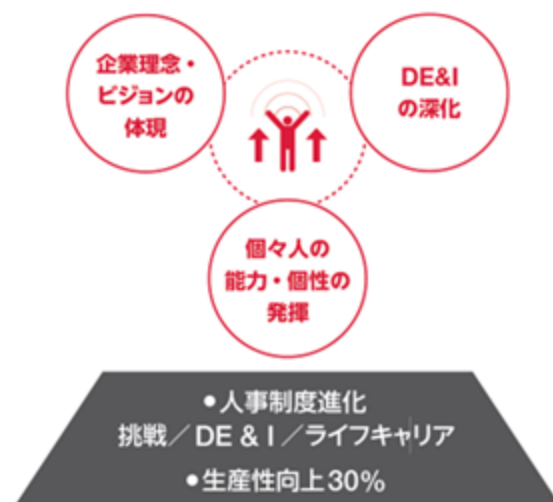 企業理念・
ビジョンの
体現
DE&I
の深化
個々人の
能力・個性の
発揮
●人事制度進化
挑戦／DE & I／ライフキャリア
●生産性向上30%